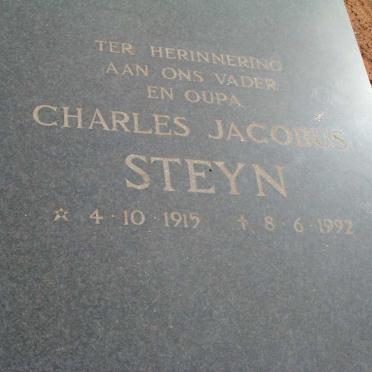 TER HERINNERING
AAN ONS VADER
EN OUPA
CHARLES JACOBUS
STEYN
☆ 4·10·1915 ✝ 8·6·1992